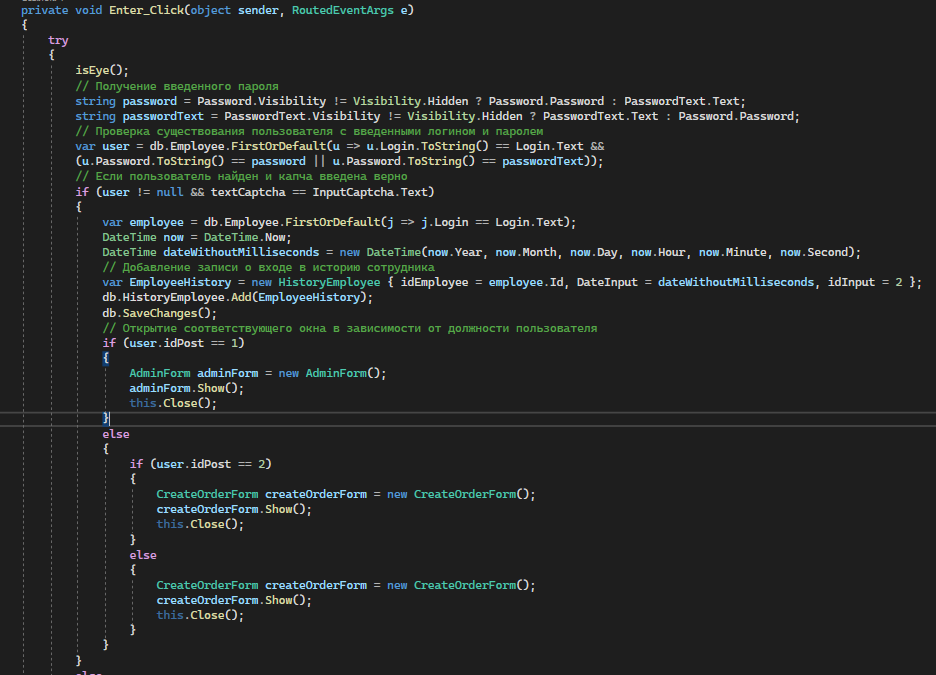 private void Enter_Click(object sender, RoutedEventArgs e)
{
try
{
isEye();
// Получение введенного пароля
string password = Password.Visibility != Visibility.Hidden ? Password.Password : PasswordText.Text;
string passwordText = PasswordText.Visibility != Visibility.Hidden ? PasswordText.Text : Password.Password;
// Проверка существования пользователя с введенными логином и паролем
var user = db.Employee.FirstOrDefault(u => u.Login.ToString() == Login.Text &&
(u.Password.ToString() == password || u.Password.ToString() == passwordText));
// Если пользователь найден и капча введена верно
if (user != null && textCaptcha == InputCaptcha.Text)
{
var employee = db.Employee.FirstOrDefault(j => j.Login == Login.Text);
DateTime now = DateTime.Now;
DateTime dateWithoutMilliseconds = new DateTime(now.Year, now.Month, now.Day, now.Hour, now.Minute, now.Second);
// Добавление записи о входе в историю сотрудника
var EmployeeHistory = new HistoryEmployee { idEmployee = employee.Id, DateInput = dateWithoutMilliseconds, idInput = 2 };
db.HistoryEmployee.Add(EmployeeHistory);
db.SaveChanges();
// Открытие соответствующего окна в зависимости от должности пользователя
if (user.idPost == 1)
{
AdminForm adminForm = new AdminForm();
adminForm.Show();
this.Close();
}
else
{
if (user.idPost == 2)
{
CreateOrderForm createOrderForm = new CreateOrderForm();
createOrderForm.Show();
this.Close();
}
else
{
CreateOrderForm createOrderForm = new CreateOrderForm();
createOrderForm.Show();
this.Close();
}
}
}